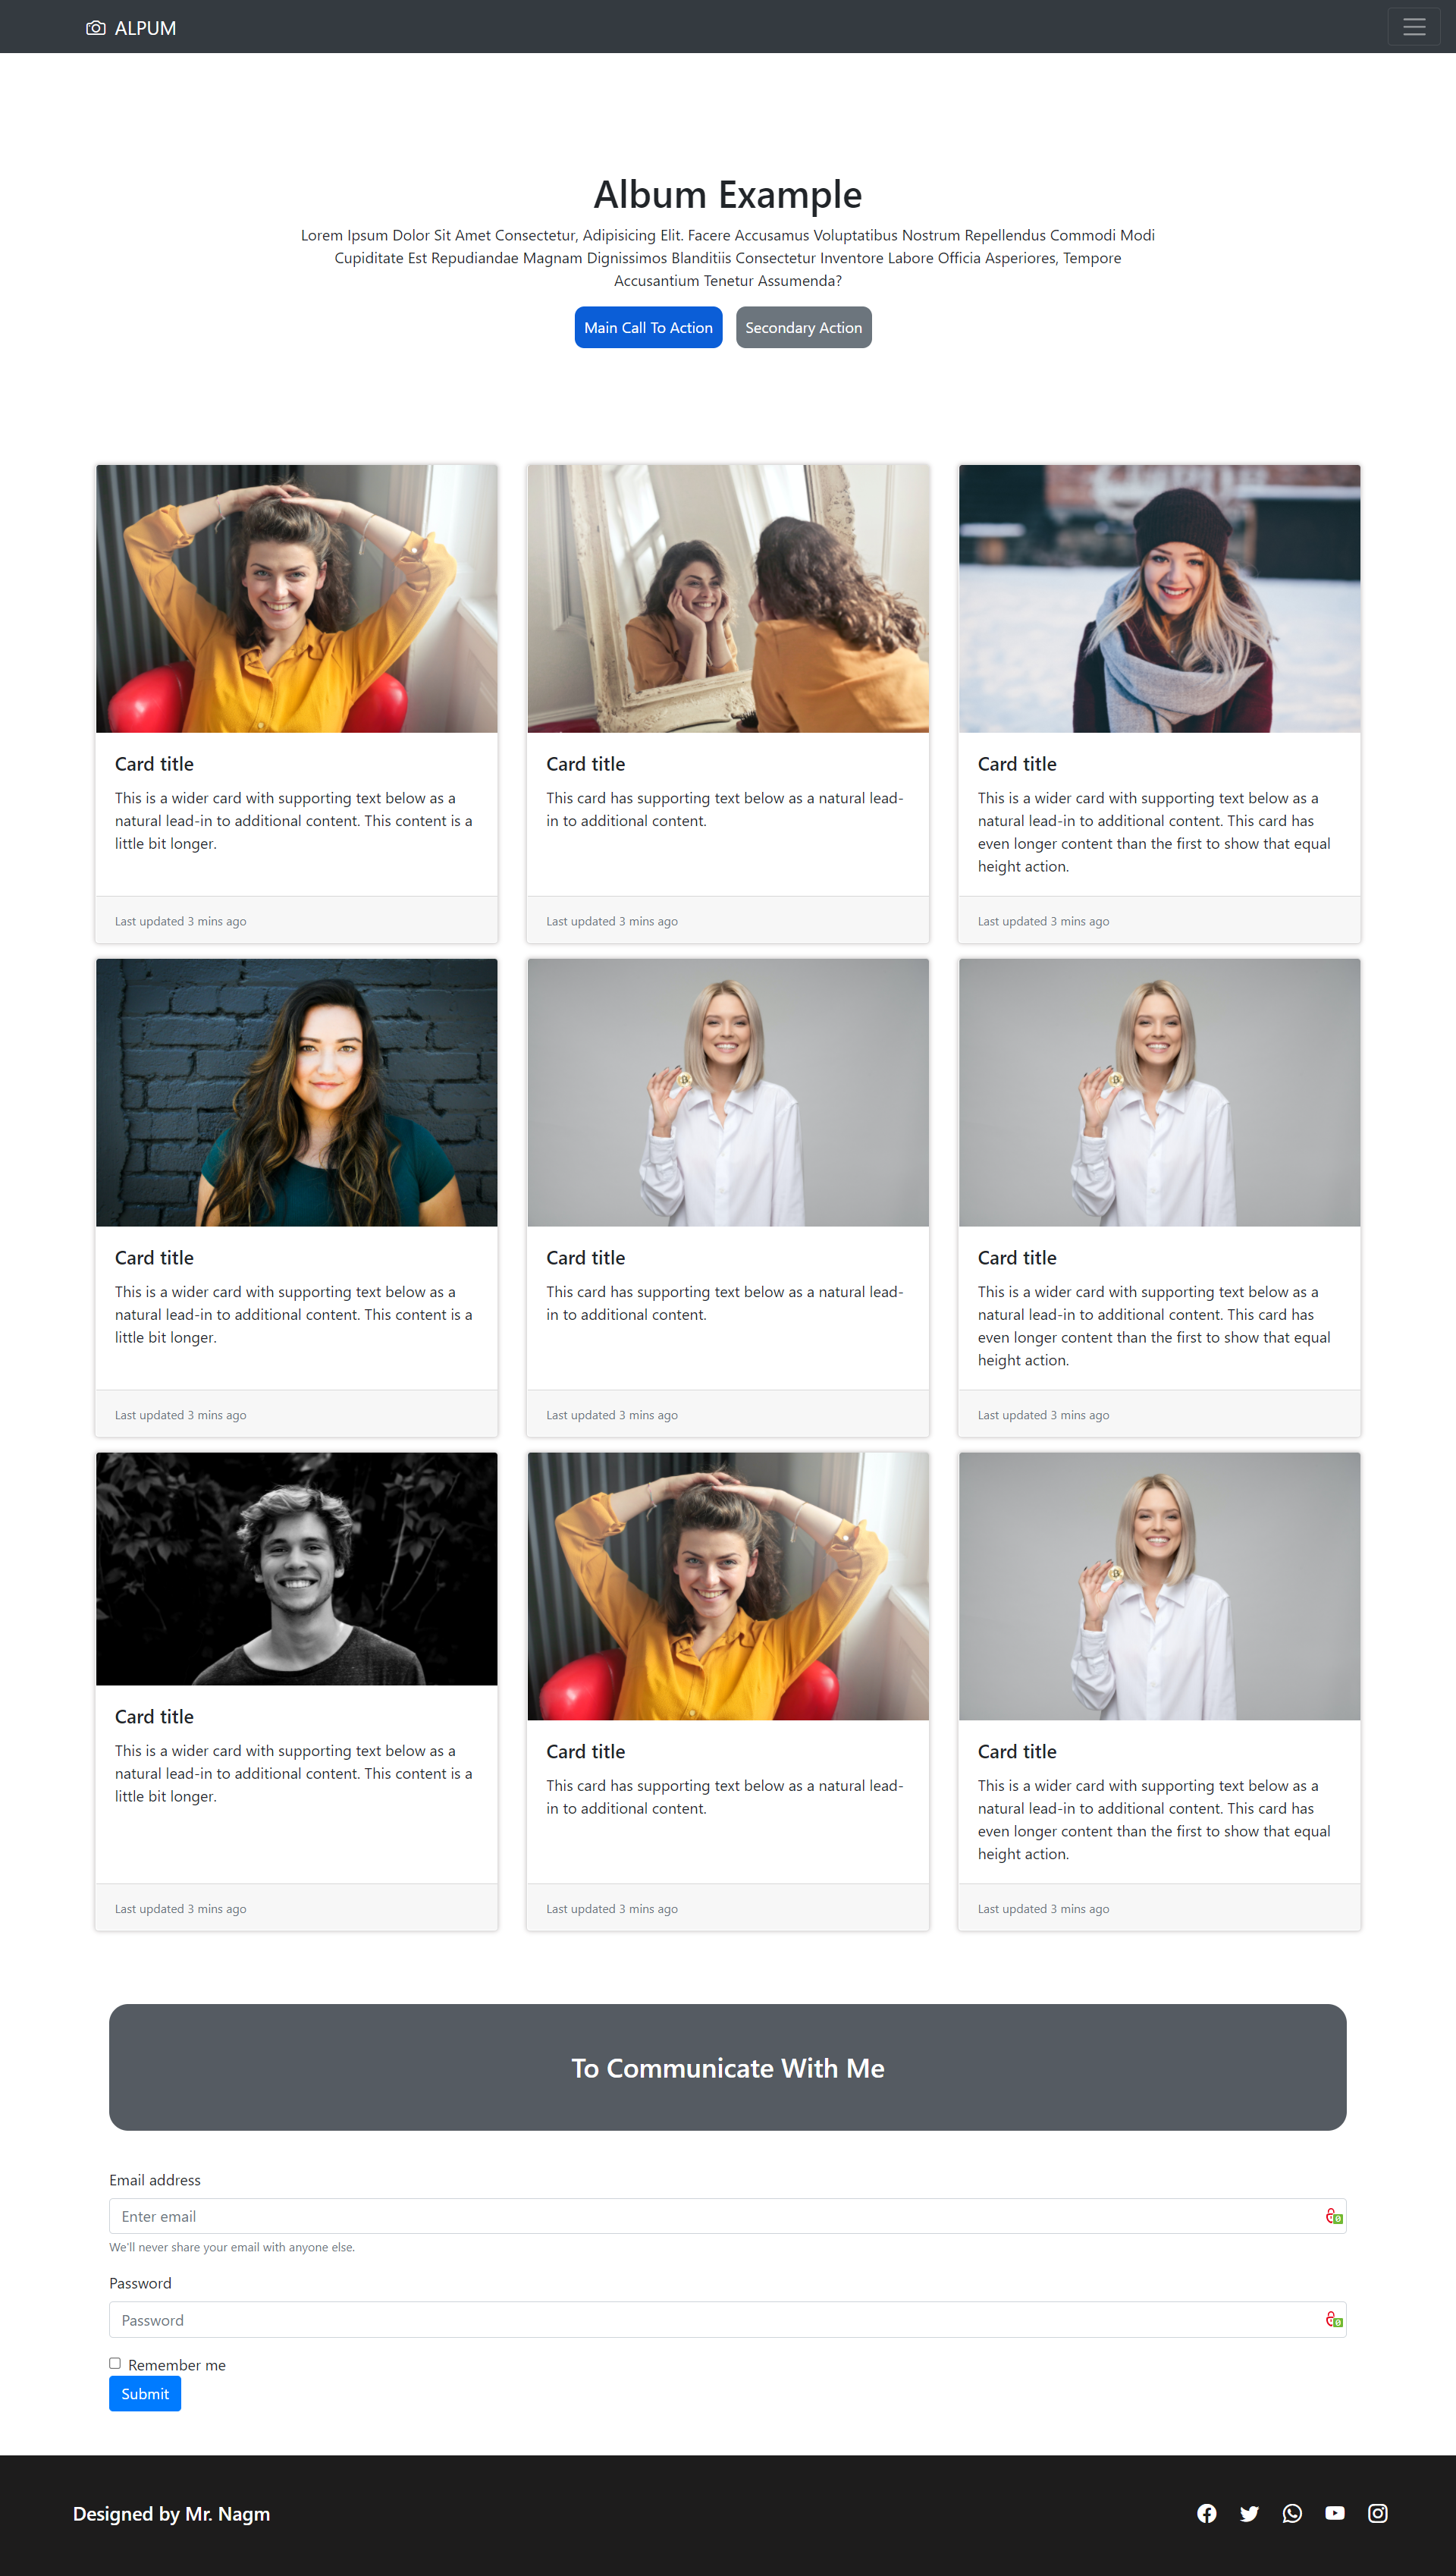 ALPUM
Album Example
Lorem Ipsum Dolor Sit Amet Consectetur, Adipisicing Elit. Facere Accusamus Voluptatibus Nostrum Repellendus Commodi Modi
Cupiditate Est Repudiandae Magnam Dignissimos Blanditiis Consectetur Inventore Labore Officia Asperiores, Tempore
Accusantium Tenetur Assumenda?
Main Call To Action
Secondary Action
Card title
This is a wider card with supporting text below as a
natural lead-in to additional content. This content is a
little bit longer.
Last updated 3 mins ago
Card title
This card has supporting text below as a natural lead-
in to additional content.
Last updated 3 mins ago
Card title
This is a wider card with supporting text below as a
natural lead-in to additional content. This card has
even longer content than the first to show that equal
height action.
Last updated 3 mins ago
Card title
This is a wider card with supporting text below as a
natural lead-in to additional content. This content is a
little bit longer.
Last updated 3 mins ago
Card title
This card has supporting text below as a natural lead-
in to additional content.
Last updated 3 mins ago
Card title
This is a wider card with supporting text below as a
natural lead-in to additional content. This card has
even longer content than the first to show that equal
height action.
Last updated 3 mins ago
Card title
This is a wider card with supporting text below as a
natural lead-in to additional content. This content is a
little bit longer.
Last updated 3 mins ago
Card title
This card has supporting text below as a natural lead-
in to additional content.
Last updated 3 mins ago
Card title
This is a wider card with supporting text below as a
natural lead-in to additional content. This card has
even longer content than the first to show that equal
height action.
Last updated 3 mins ago
To Communicate With Me
Email address
Enter email
We'll never share your email with anyone else.
Password
Password
Remember me
Submit
Designed by Mr. Nagm